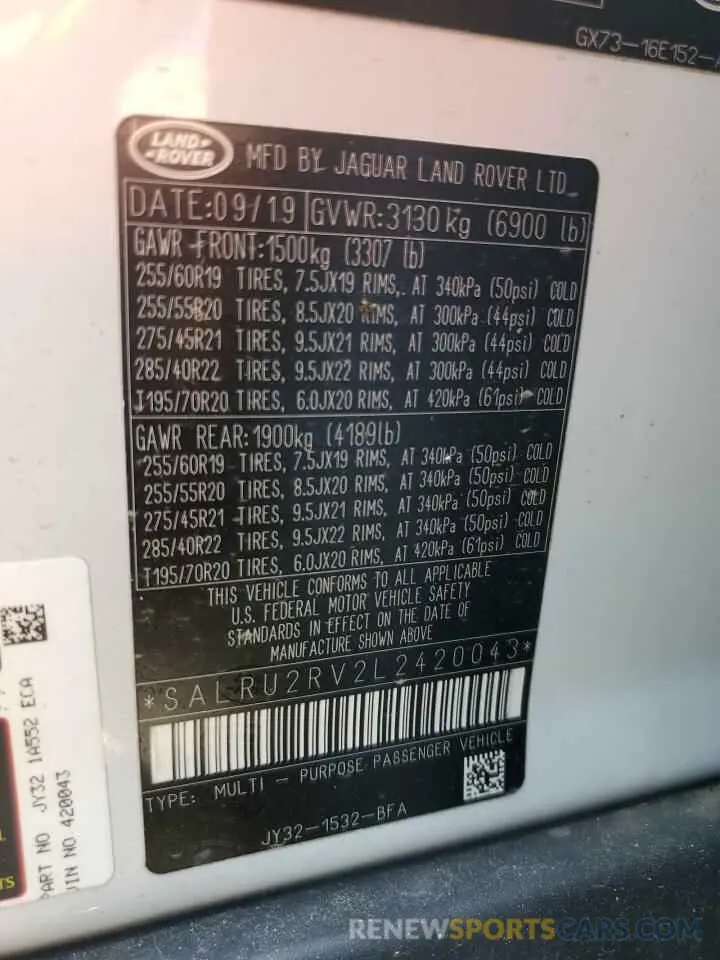 GX73-16E152-
LAND ROVER
MFD BY JAGUAR LAND ROVER LTD
DATE:09/19 GVWR:3130 kg (6900 lb)
GAWR FRONT:1500kg (3307 lb)
255/60R19 TIRES, 7.5JX19 RIMS, AT 340kPa (50psi) COLD
255/55R20 TIRES, 8.5JX20 RIMS, AT 300kPa (44psi) COLD
275/45R21 TIRES, 9.5JX21 RIMS, AT 300kPa (44psi) COLD
285/40R22 TIRES, 9.5JX22 RIMS, AT 300kPa (44psi) COLD
T195/70R20 TIRES, 6.0JX20 RIMS, AT 420kPa (61psi) COLD
GAWR REAR:1900kg (4189lb)
255/60R19 TIRES, 7.5JX19 RIMS, AT 340kPa (50psi) COLD
255/55R20 TIRES, 8.5JX20 RIMS, AT 340kPa (50psi) COLD
275/45R21 TIRES, 9.5JX21 RIMS, AT 340kPa (50psi) COLD
285/40R22 TIRES, 9.5JX22 RIMS, AT 340kPa (50psi) COLD
T195/70R20 TIRES, 6.0JX20 RIMS, AT 420kPa (61psi) COLD
THIS VEHICLE CONFORMS TO ALL APPLICABLE
U.S. FEDERAL MOTOR VEHICLE SAFETY
STANDARDS IN EFFECT ON THE DATE OF
MANUFACTURE SHOWN ABOVE
*SALRU2RV2L2420043*
TYPE: MULTI - PURPOSE PASSENGER VEHICLE
JY32-1532-BFA
PART NO JY32 1A552 ECA
VIN NO 420043
RENEWSPORTSCARS.COM